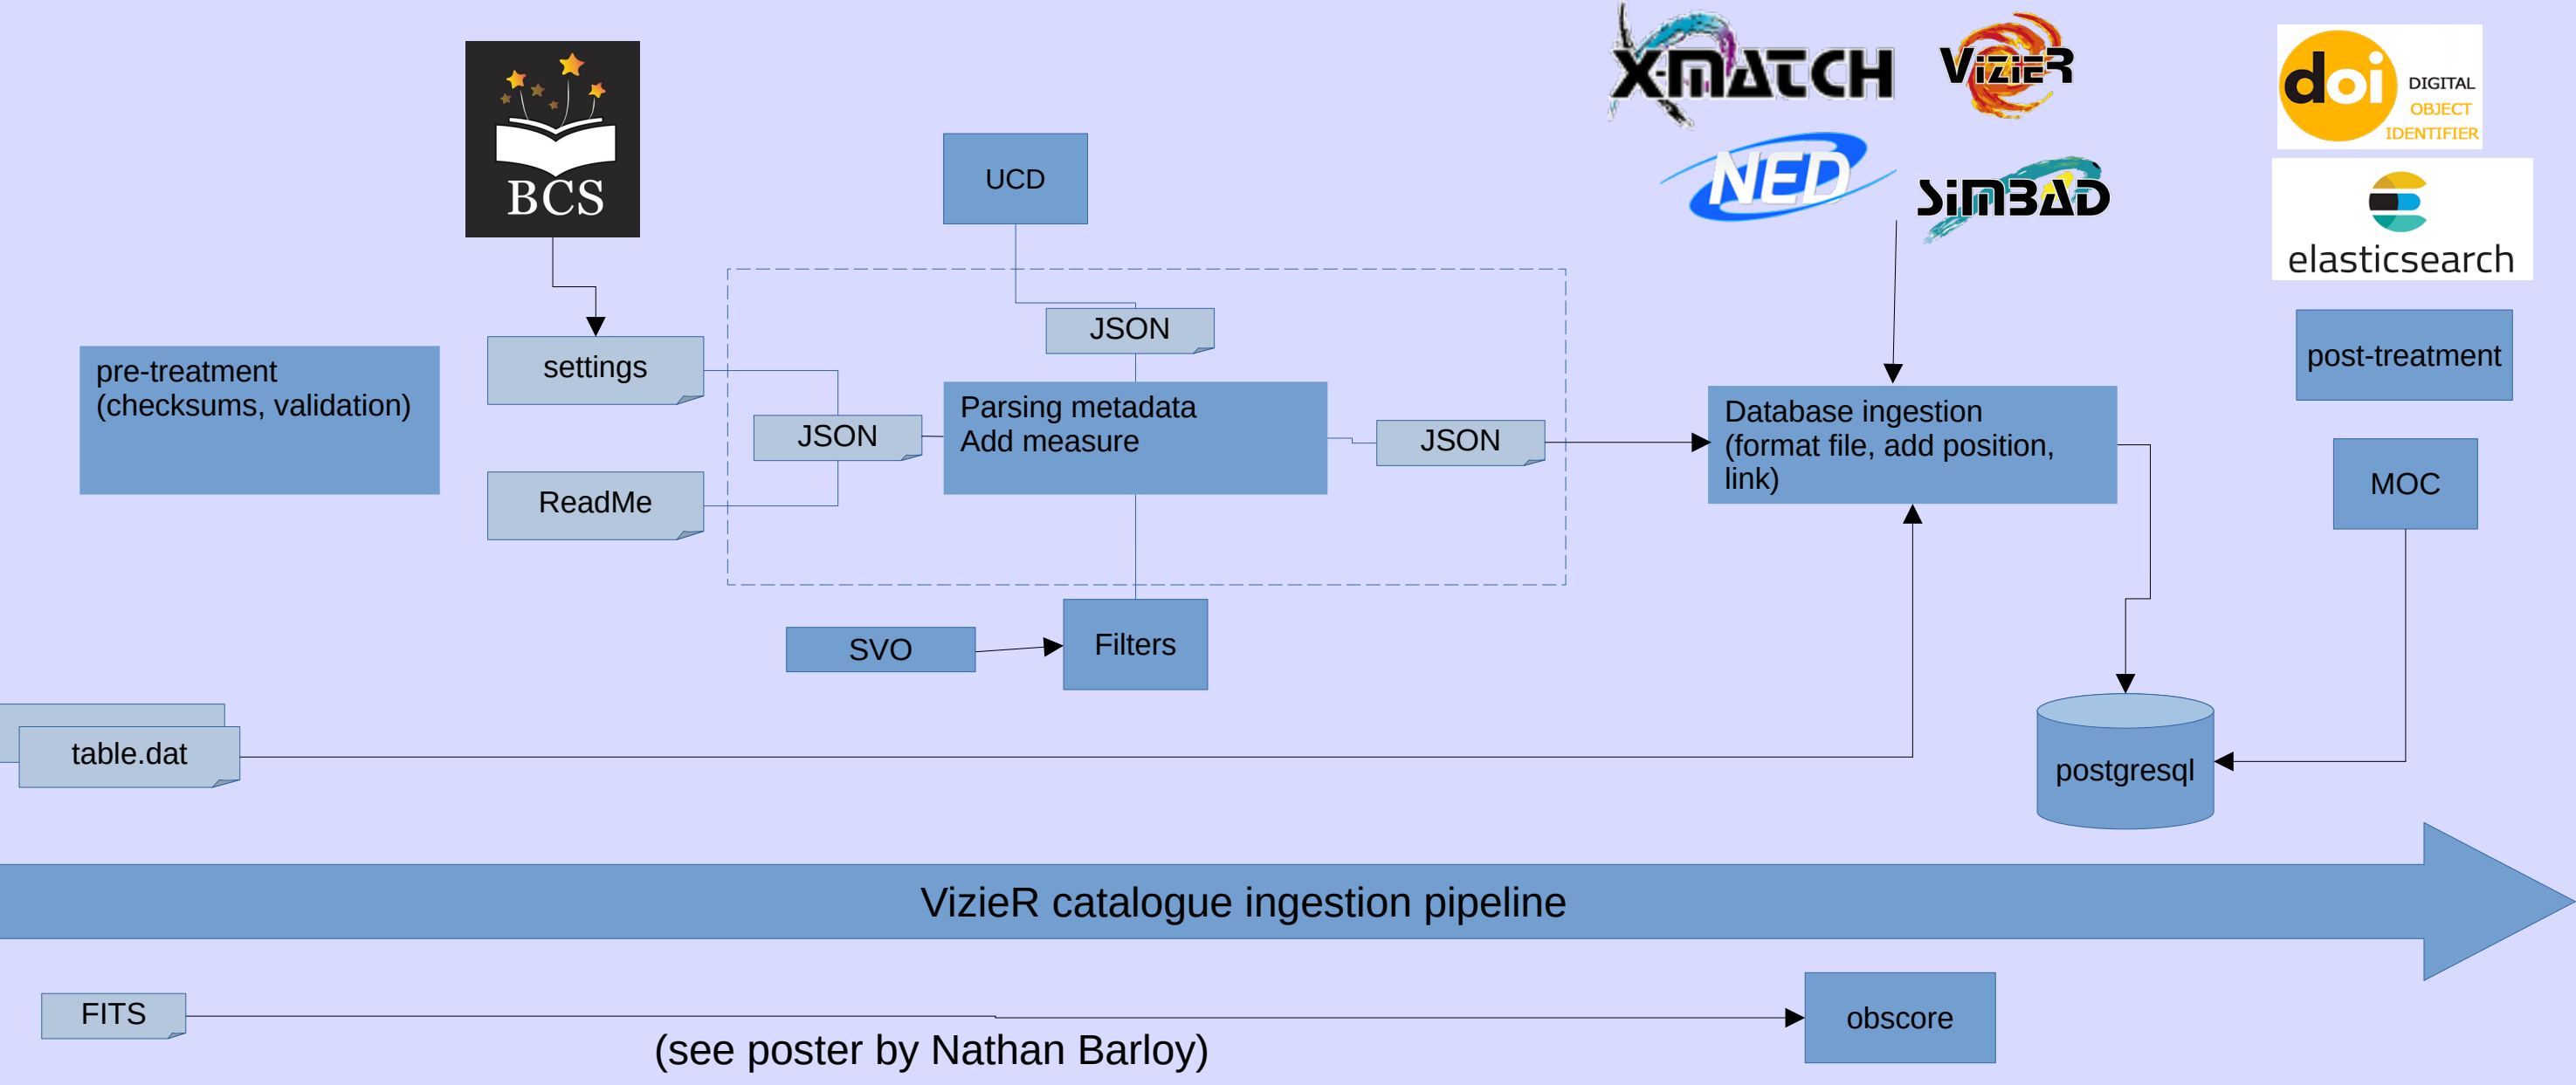 BCS
X-MATCH
VizieR
NED
SiMBAD
doi
DIGITAL
OBJECT
IDENTIFIER
elasticsearch
UCD
JSON
pre-treatment
(checksums, validation)
settings
JSON
ReadMe
Parsing metadata
Add measure
JSON
Database ingestion
(format file, add position,
link)
post-treatment
MOC
SVO
Filters
table.dat
postgresql
VizieR catalogue ingestion pipeline
FITS
obscore
(see poster by Nathan Barloy)